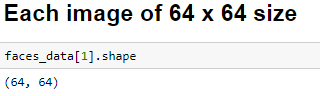 Each image of 64 x 64 size
faces_data[1].shape
(64, 64)